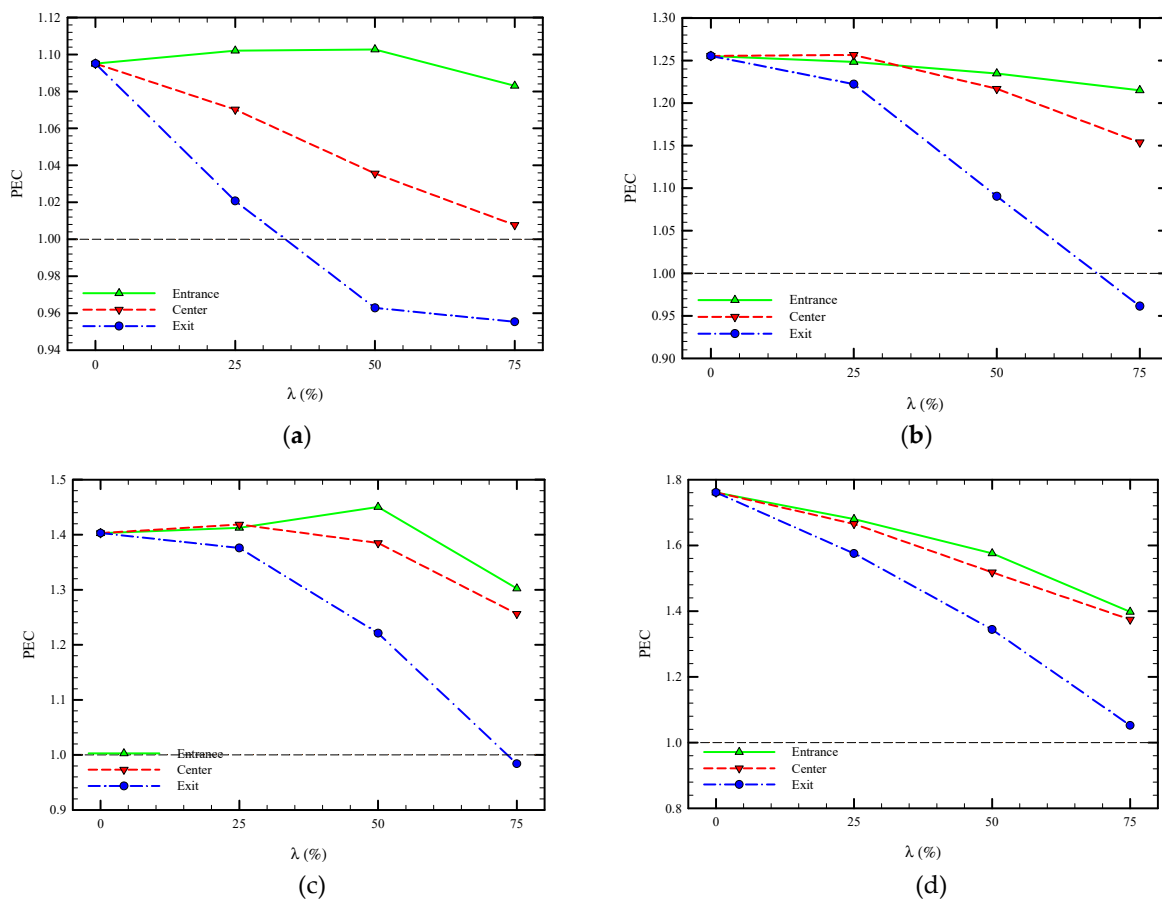 1.12
1.10
1.08
1.06
1.04
1.02
1.00
0.98
0.96
0.94
PEC
Entrance
Center
Exit
0 25 50 75
λ (%)
(a)
1.30
1.25
1.20
1.15
1.10
1.05
1.00
0.95
0.90
PEC
Entrance
Center
Exit
0 25 50 75
λ (%)
(b)
1.5
1.4
1.3
1.2
1.1
1.0
0.9
PEC
Entrance
Center
Exit
0 25 50 75
λ (%)
(c)
1.8
1.6
1.4
1.2
1.0
0.8
PEC
Entrance
Center
Exit
0 25 50 75
λ (%)
(d)